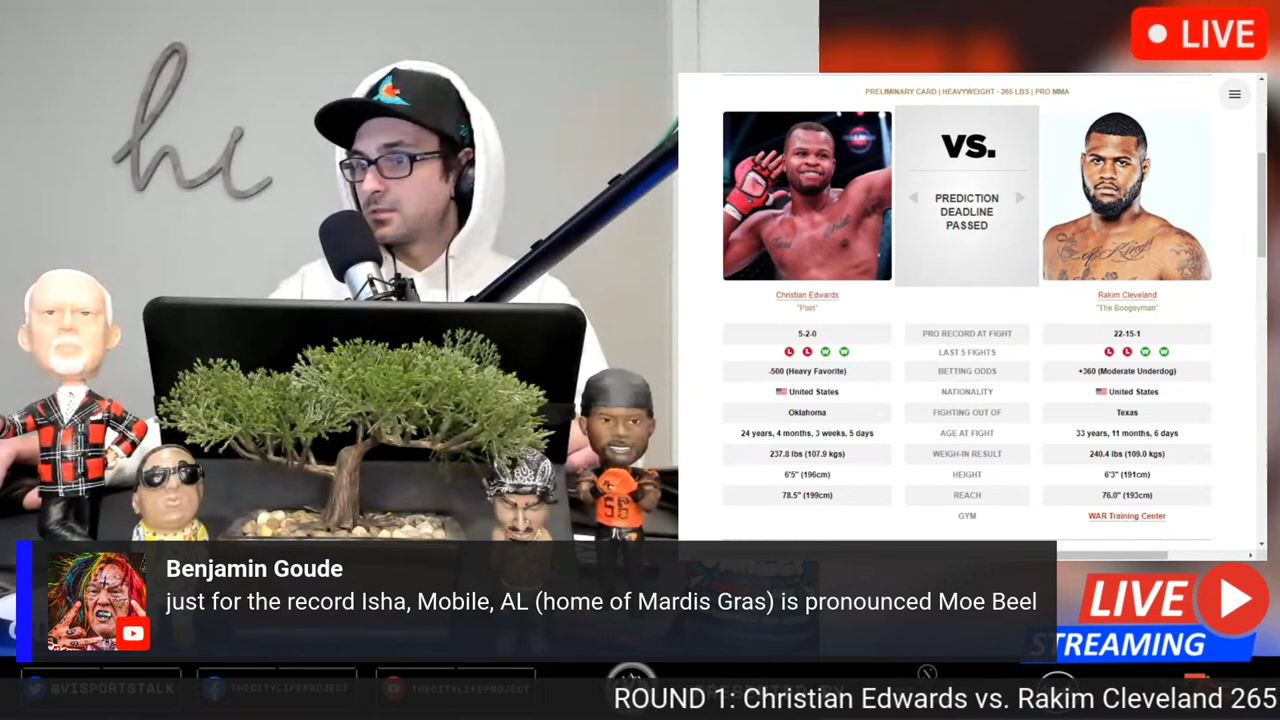 hi
LIVE
PRELIMINARY CARD | HEAVYWEIGHT · 265 LBS | PRO MMA
VS.
PREDICTION
DEADLINE
PASSED
Christian Edwards
"Pain"
Rakim Cleveland
"The Boogeyman"
5-2-0 PRO RECORD AT FIGHT 22-15-1
L L W W LAST 5 FIGHTS L L W W
-500 (Heavy Favorite) BETTING ODDS +360 (Moderate Underdog)
United States NATIONALITY United States
Oklahoma FIGHTING OUT OF Texas
24 years, 4 months, 3 weeks, 5 days AGE AT FIGHT 33 years, 11 months, 6 days
237.8 lbs (107.9 kgs) WEIGH-IN RESULT 240.4 lbs (109.0 kgs)
6'5" (196cm) HEIGHT 6'3" (191cm)
78.5" (199cm) REACH 76.0" (193cm)
GYM WAR Training Center
56
Benjamin Goude
just for the record Isha, Mobile, AL (home of Mardis Gras) is pronounced Moe Beel
LIVE
STREAMING
@VISPORTSTALK THECITYLIFEPROJECT THECITYLIFEPROJECT
ROUND 1: Christian Edwards vs. Rakim Cleveland 265